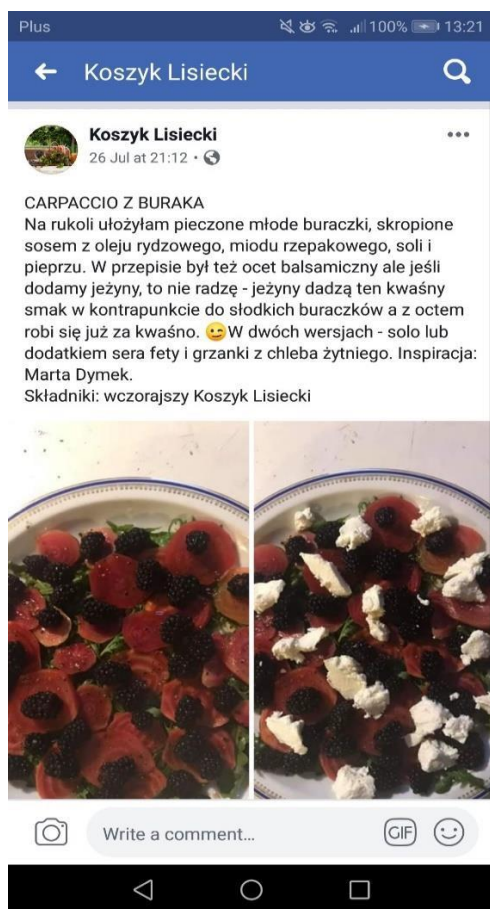 Plus 100% 13:21
Koszyk Lisiecki
Koszyk Lisiecki
26 Jul at 21:12 ·
CARPACCIO Z BURAKA
Na rukoli ułożyłam pieczone młode buraczki, skropione
sosem z oleju rydzowego, miodu rzepakowego, soli i
pieprzu. W przepisie był też ocet balsamiczny ale jeśli
dodamy jeżyny, to nie radzę - jeżyny dadzą ten kwaśny
smak w kontrapunkcie do słodkich buraczków a z octem
robi się już za kwaśno. 😉W dwóch wersjach - solo lub
dodatkiem sera fety i grzanki z chleba żytniego. Inspiracja:
Marta Dymek.
Składniki: wczorajszy Koszyk Lisiecki
Write a comment...
GIF